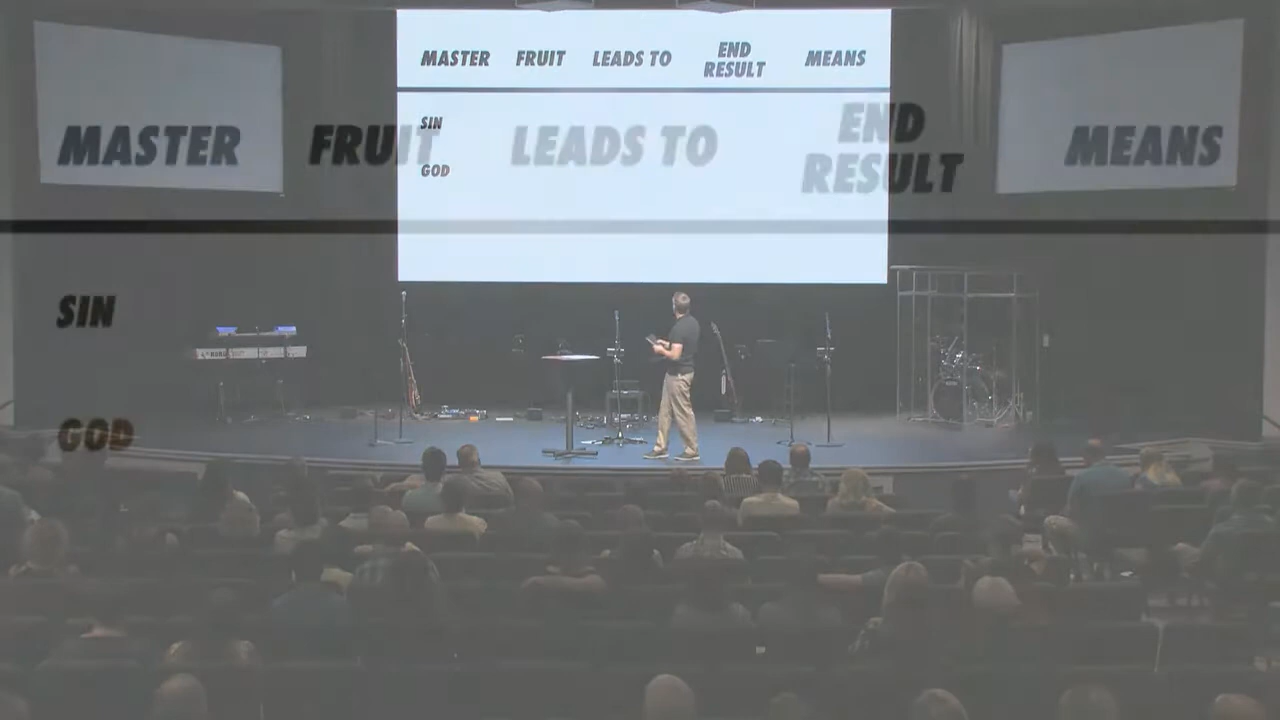 MASTER FRUIT LEADS TO END RESULT MEANS
SIN
GOD
MASTER FRUIT LEADS TO END RESULT MEANS
SIN
GOD